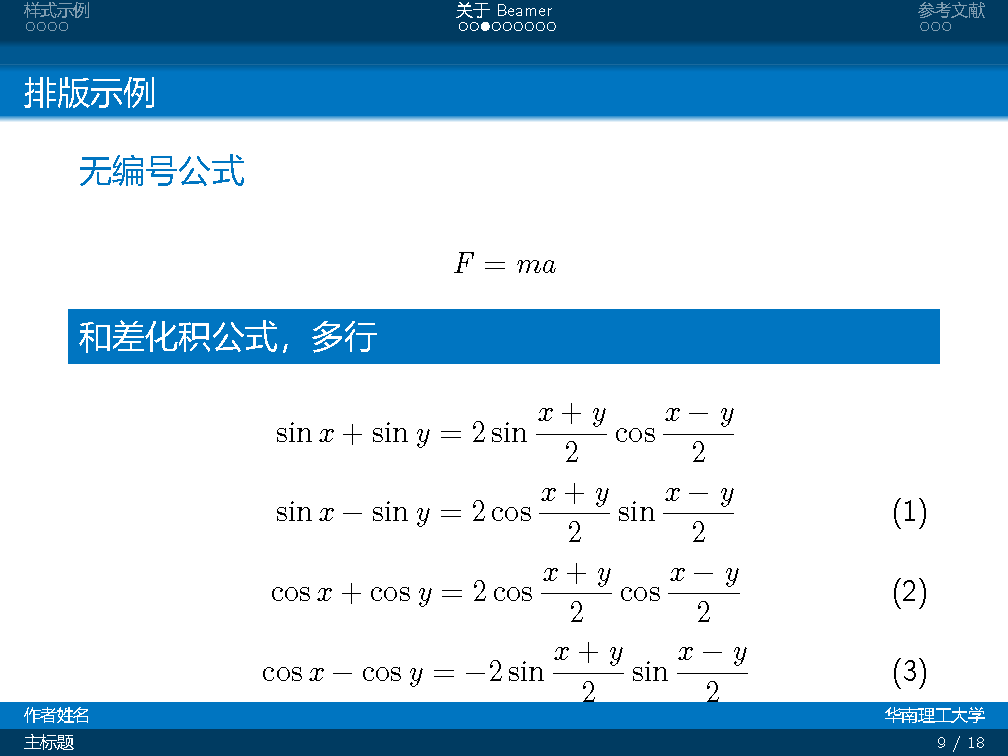 样式示例 关于 Beamer 参考文献
排版示例
无编号公式
F = ma
和差化积公式，多行
sin x + sin y = 2 sin \frac{x + y}{2} cos \frac{x − y}{2}
sin x − sin y = 2 cos \frac{x + y}{2} sin \frac{x − y}{2} (1)
cos x + cos y = 2 cos \frac{x + y}{2} cos \frac{x − y}{2} (2)
cos x − cos y = −2 sin \frac{x + y}{2} sin \frac{x − y}{2} (3)
作者姓名 华南理工大学
主标题 9 / 18